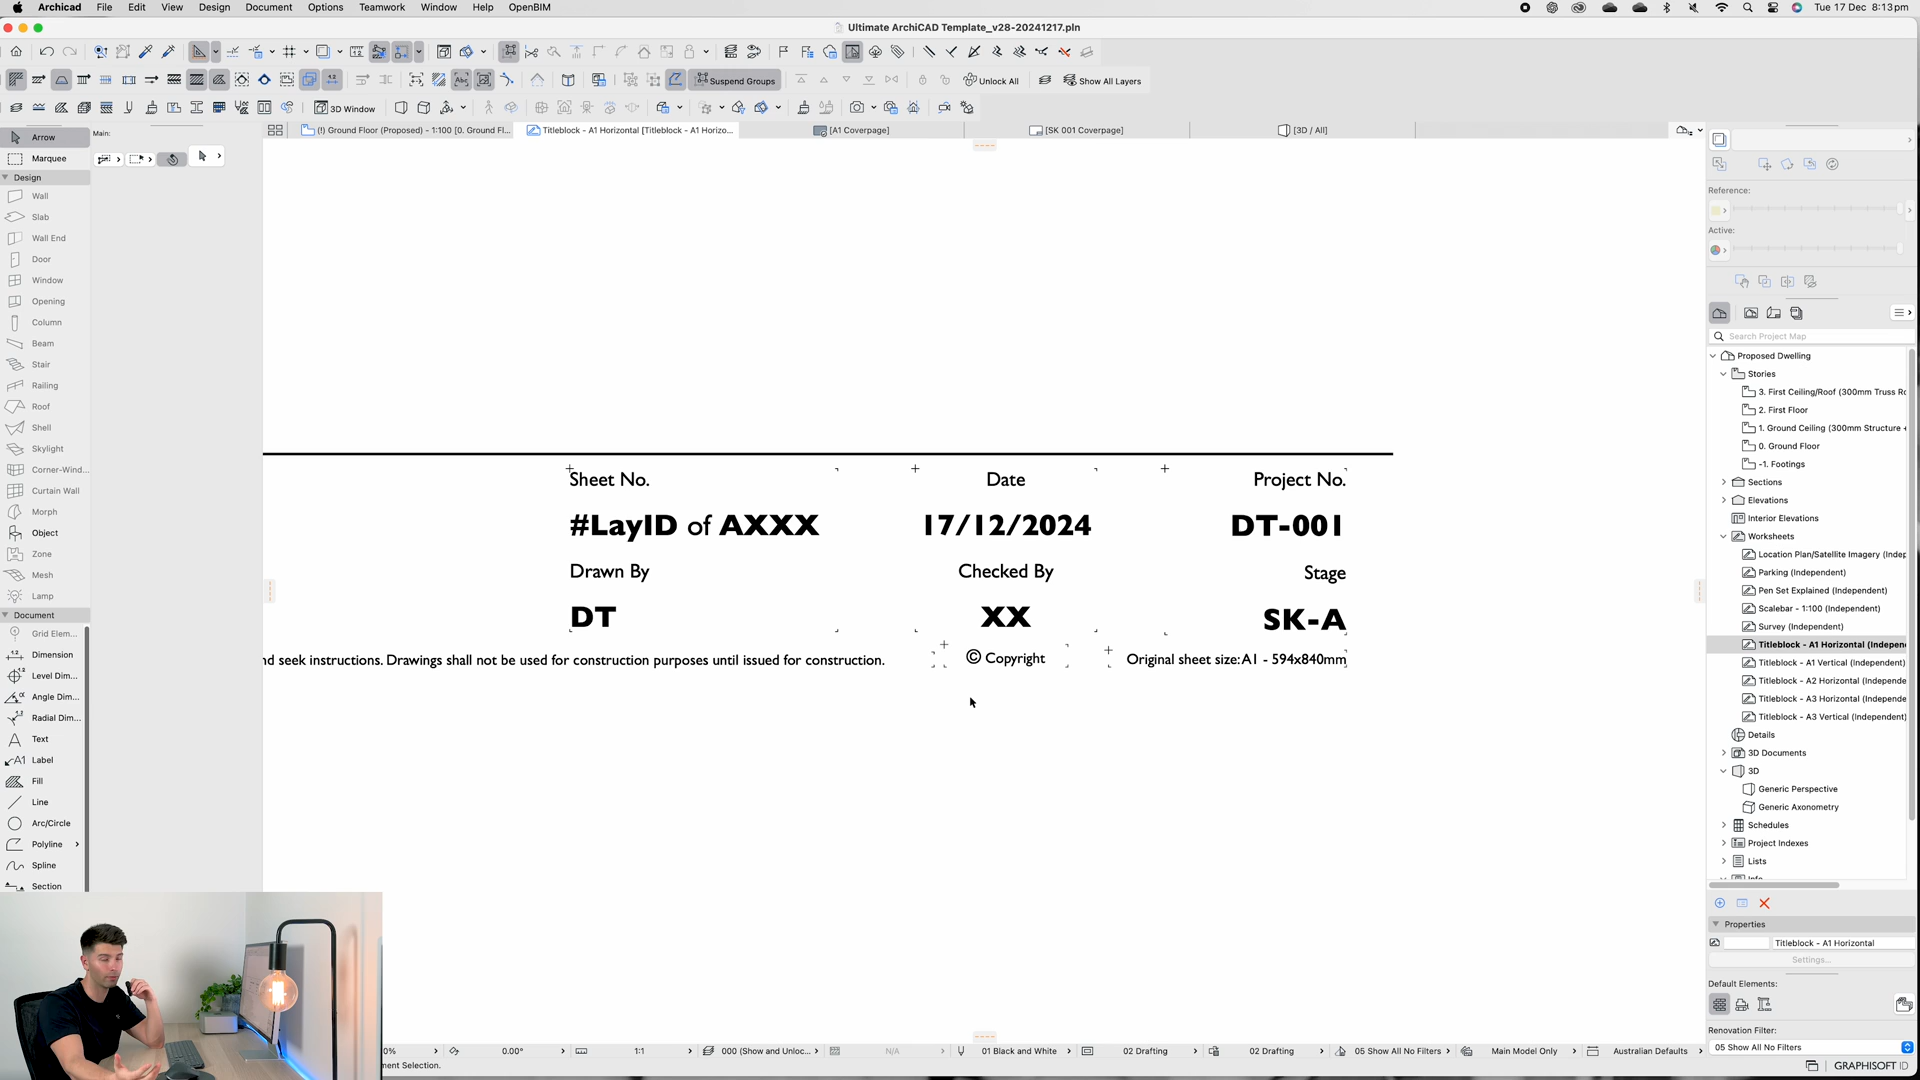 Archicad File Edit View Design Document Options Teamwork Window Help OpenBIM Tue 17 Dec 8:13pm
Ultimate ArchiCAD Template_v28-20241217.pln
Suspend Groups Unlock All Show All Layers
3D Window
Arrow
Main:
(!) Ground Floor (Proposed) - 1:100 [0. Ground Fl...
Titleblock - A1 Horizontal [Titleblock - A1 Horizo...
[A1 Coverpage]
[SK 001 Coverpage]
[3D / All]
Marquee
Design
Wall
Slab
Wall End
Door
Window
Opening
Column
Beam
Stair
Railing
Roof
Shell
Skylight
Corner-Wind...
Curtain Wall
Morph
Object
Zone
Mesh
Lamp
Document
Grid Elem...
Dimension
Level Dim...
Angle Dim...
Radial Dim...
Text
A1 Label
Fill
Line
Arc/Circle
Polyline
Spline
Section
Sheet No. Date Project No.
#LayID of AXXX 17/12/2024 DT-001
Drawn By Checked By Stage
DT XX SK-A
nd seek instructions. Drawings shall not be used for construction purposes until issued for construction. © Copyright Original sheet size: A1 - 594x840mm
Reference:
Active:
Search Project Map
Proposed Dwelling
Stories
3. First Ceiling/Roof (300mm Truss Ro
2. First Floor
1. Ground Ceiling (300mm Structure +
0. Ground Floor
-1. Footings
Sections
Elevations
Interior Elevations
Worksheets
Location Plan/Satellite Imagery (Indep
Parking (Independent)
Pen Set Explained (Independent)
Scalebar - 1:100 (Independent)
Survey (Independent)
Titleblock - A1 Horizontal (Independen
Titleblock - A1 Vertical (Independent)
Titleblock - A2 Horizontal (Independe
Titleblock - A3 Horizontal (Independe
Titleblock - A3 Vertical (Independent)
Details
3D Documents
3D
Generic Perspective
Generic Axonometry
Schedules
Project Indexes
Lists
Info
Properties
Titleblock - A1 Horizontal
Settings...
Default Elements:
Renovation Filter:
05 Show All No Filters
0% 0.00° 1:1 000 (Show and Unloc... N/A 01 Black and White 02 Drafting 02 Drafting 05 Show All No Filters Main Model Only Australian Defaults
ment Selection.
GRAPHISOFT ID